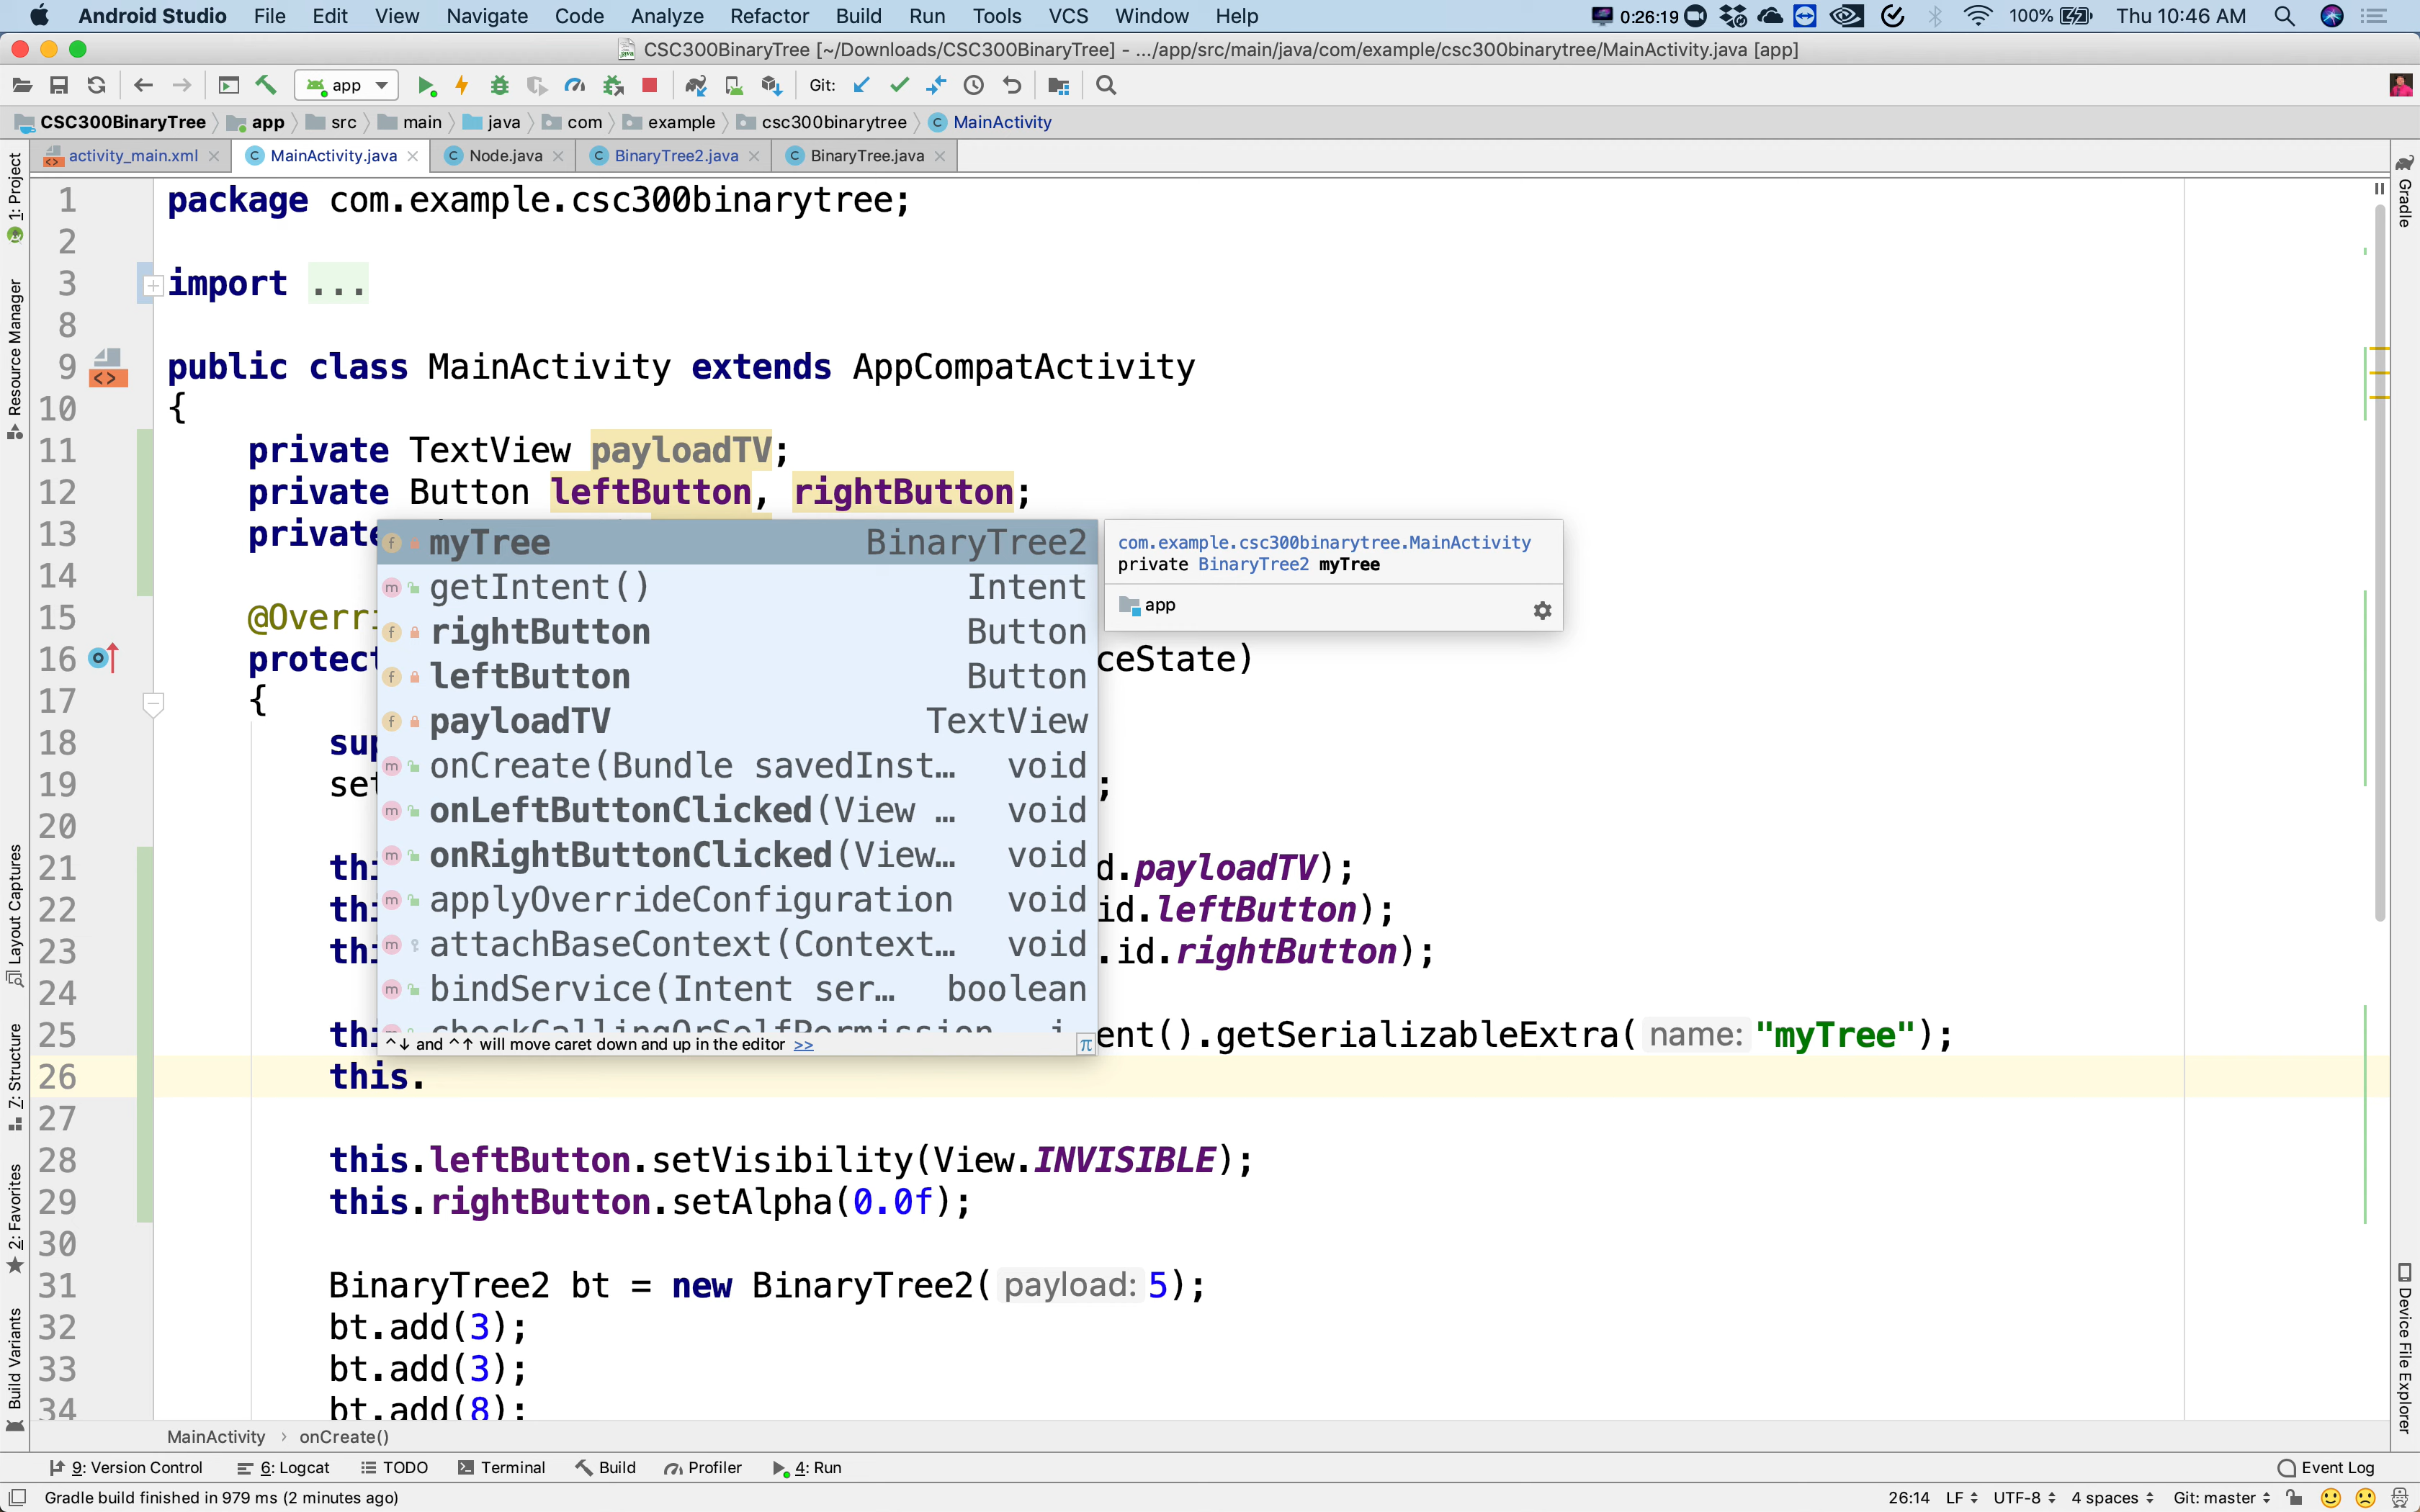 Android Studio File Edit View Navigate Code Analyze Refactor Build Run Tools VCS Window Help 0:26:19 100% Thu 10:46 AM
CSC300BinaryTree [~/Downloads/CSC300BinaryTree] - .../app/src/main/java/com/example/csc300binarytree/MainActivity.java [app]
app Git:
CSC300BinaryTree app src main java com example csc300binarytree MainActivity
activity_main.xml MainActivity.java Node.java BinaryTree2.java BinaryTree.java
1 package com.example.csc300binarytree;
2
3 import ...
8
9 public class MainActivity extends AppCompatActivity
10 {
11 private TextView payloadTV;
12 private Button leftButton, rightButton;
13 private
14
15 @Overri
16 protect ceState)
17 {
18 sup
19 set ;
20
21 thi d.payloadTV);
22 thi id.leftButton);
23 thi .id.rightButton);
24
25 thi ent().getSerializableExtra( name: "myTree");
26 this.
27
28 this.leftButton.setVisibility(View.INVISIBLE);
29 this.rightButton.setAlpha(0.0f);
30
31 BinaryTree2 bt = new BinaryTree2( payload: 5);
32 bt.add(3);
33 bt.add(3);
34 bt.add(8);
myTree BinaryTree2
getIntent() Intent
rightButton Button
leftButton Button
payloadTV TextView
onCreate(Bundle savedInst… void
onLeftButtonClicked(View … void
onRightButtonClicked(View… void
applyOverrideConfiguration void
attachBaseContext(Context… void
bindService(Intent ser… boolean
checkCallingOrSelfPermission i
^↓ and ^↑ will move caret down and up in the editor >> π
com.example.csc300binarytree.MainActivity
private BinaryTree2 myTree
app
1: Project
Resource Manager
Layout Captures
7: Structure
2: Favorites
Build Variants
Gradle
Device File Explorer
MainActivity › onCreate()
9: Version Control 6: Logcat TODO Terminal Build Profiler 4: Run Event Log
Gradle build finished in 979 ms (2 minutes ago) 26:14 LF UTF-8 4 spaces Git: master